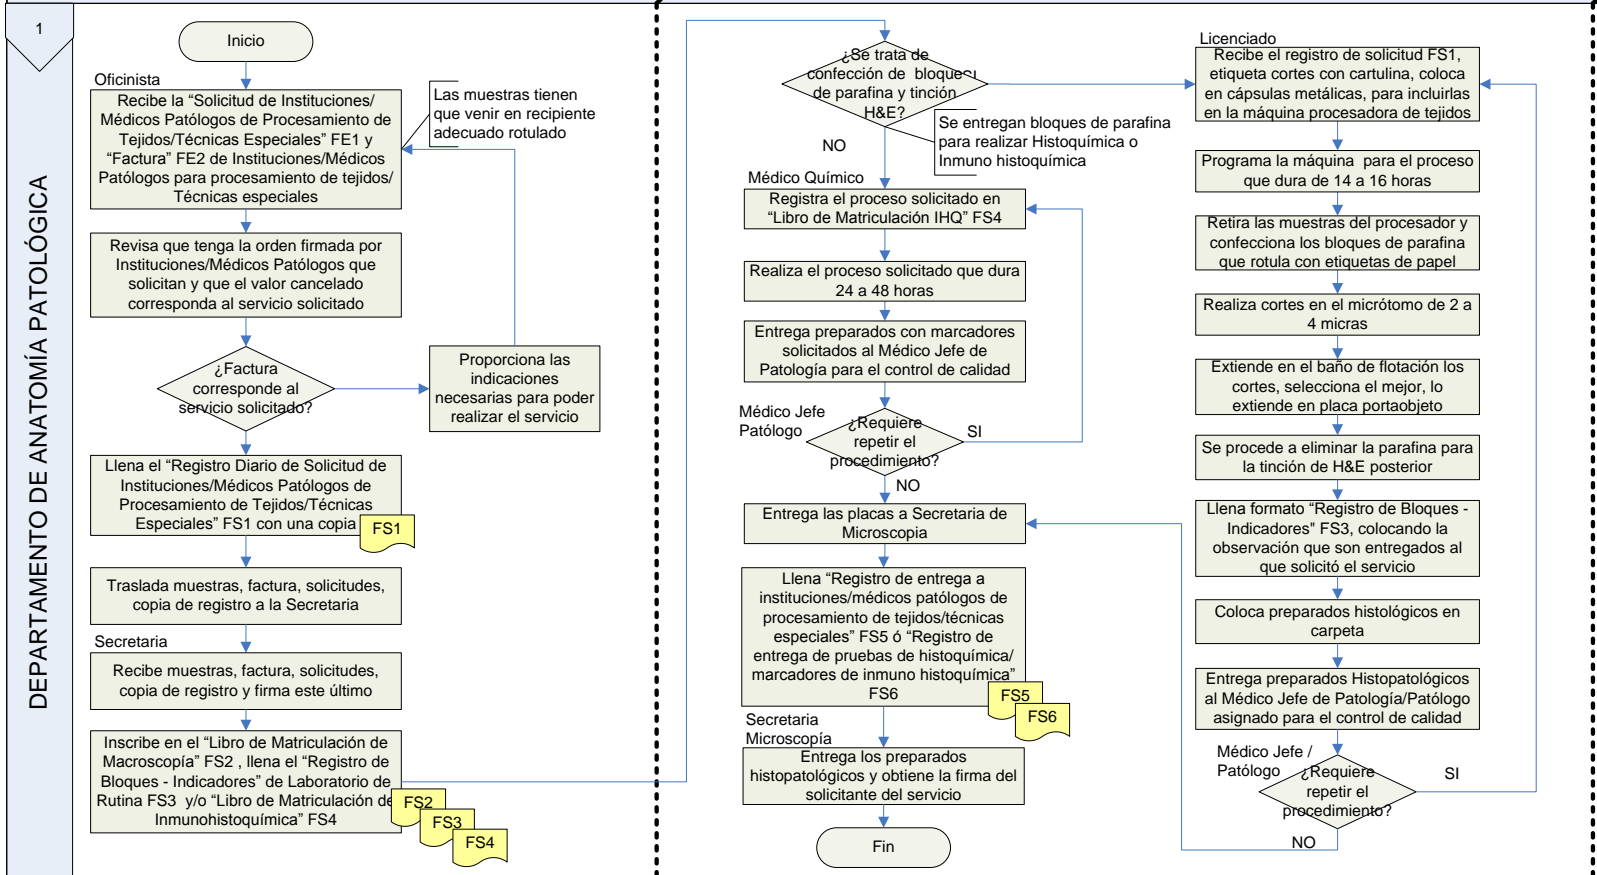 1
DEPARTAMENTO DE ANATOMÍA PATOLÓGICA
Inicio
Oficinista
Recibe la “Solicitud de Instituciones/
Médicos Patólogos de Procesamiento de
Tejidos/Técnicas Especiales” FE1 y
“Factura” FE2 de Instituciones/Médicos
Patólogos para procesamiento de tejidos/
Técnicas especiales
Las muestras tienen
que venir en recipiente
adecuado rotulado
Revisa que tenga la orden firmada por
Instituciones/Médicos Patólogos que
solicitan y que el valor cancelado
corresponda al servicio solicitado
¿Factura
corresponde al
servicio solicitado?
Proporciona las
indicaciones
necesarias para poder
realizar el servicio
Llena el “Registro Diario de Solicitud de
Instituciones/Médicos Patólogos de
Procesamiento de Tejidos/Técnicas
Especiales” FS1 con una copia
FS1
Traslada muestras, factura, solicitudes,
copia de registro a la Secretaria
Secretaria
Recibe muestras, factura, solicitudes,
copia de registro y firma este último
Inscribe en el “Libro de Matriculación de
Macroscopía” FS2 , llena el “Registro de
Bloques - Indicadores” de Laboratorio de
Rutina FS3 y/o “Libro de Matriculación de
Inmunohistoquímica” FS4
FS2
FS3
FS4
¿Se trata de
confección de bloques
de parafina y tinción
H&E?
Se entregan bloques de parafina
para realizar Histoquímica o
Inmuno histoquímica
NO
Médico Químico
Registra el proceso solicitado en
“Libro de Matriculación IHQ” FS4
Realiza el proceso solicitado que dura
24 a 48 horas
Entrega preparados con marcadores
solicitados al Médico Jefe de
Patología para el control de calidad
Médico Jefe
Patólogo
¿Requiere
repetir el
procedimiento?
SI
NO
Entrega las placas a Secretaria de
Microscopia
Llena “Registro de entrega a
instituciones/médicos patólogos de
procesamiento de tejidos/técnicas
especiales” FS5 ó “Registro de
entrega de pruebas de histoquímica/
marcadores de inmuno histoquímica”
FS6
FS5
FS6
Secretaria
Microscopía
Entrega los preparados
histopatológicos y obtiene la firma del
solicitante del servicio
Fin
Licenciado
Recibe el registro de solicitud FS1,
etiqueta cortes con cartulina, coloca
en cápsulas metálicas, para incluirlas
en la máquina procesadora de tejidos
Programa la máquina para el proceso
que dura de 14 a 16 horas
Retira las muestras del procesador y
confecciona los bloques de parafina
que rotula con etiquetas de papel
Realiza cortes en el micrótomo de 2 a
4 micras
Extiende en el baño de flotación los
cortes, selecciona el mejor, lo
extiende en placa portaobjeto
Se procede a eliminar la parafina para
la tinción de H&E posterior
Llena formato “Registro de Bloques -
Indicadores” FS3, colocando la
observación que son entregados al
que solicitó el servicio
Coloca preparados histológicos en
carpeta
Entrega preparados Histopatológicos
al Médico Jefe de Patología/Patólogo
asignado para el control de calidad
Médico Jefe /
Patólogo
¿Requiere
repetir el
procedimiento?
SI
NO